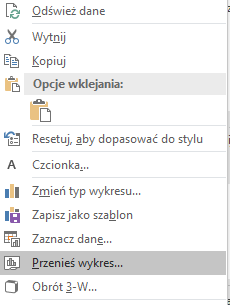 Odśwież dane
Wytnij
Kopiuj
Opcje wklejania:
Resetuj, aby dopasować do stylu
Czcionka...
Zmień typ wykresu...
Zapisz jako szablon
Zaznacz dane...
Przenieś wykres...
Obrót 3-W...